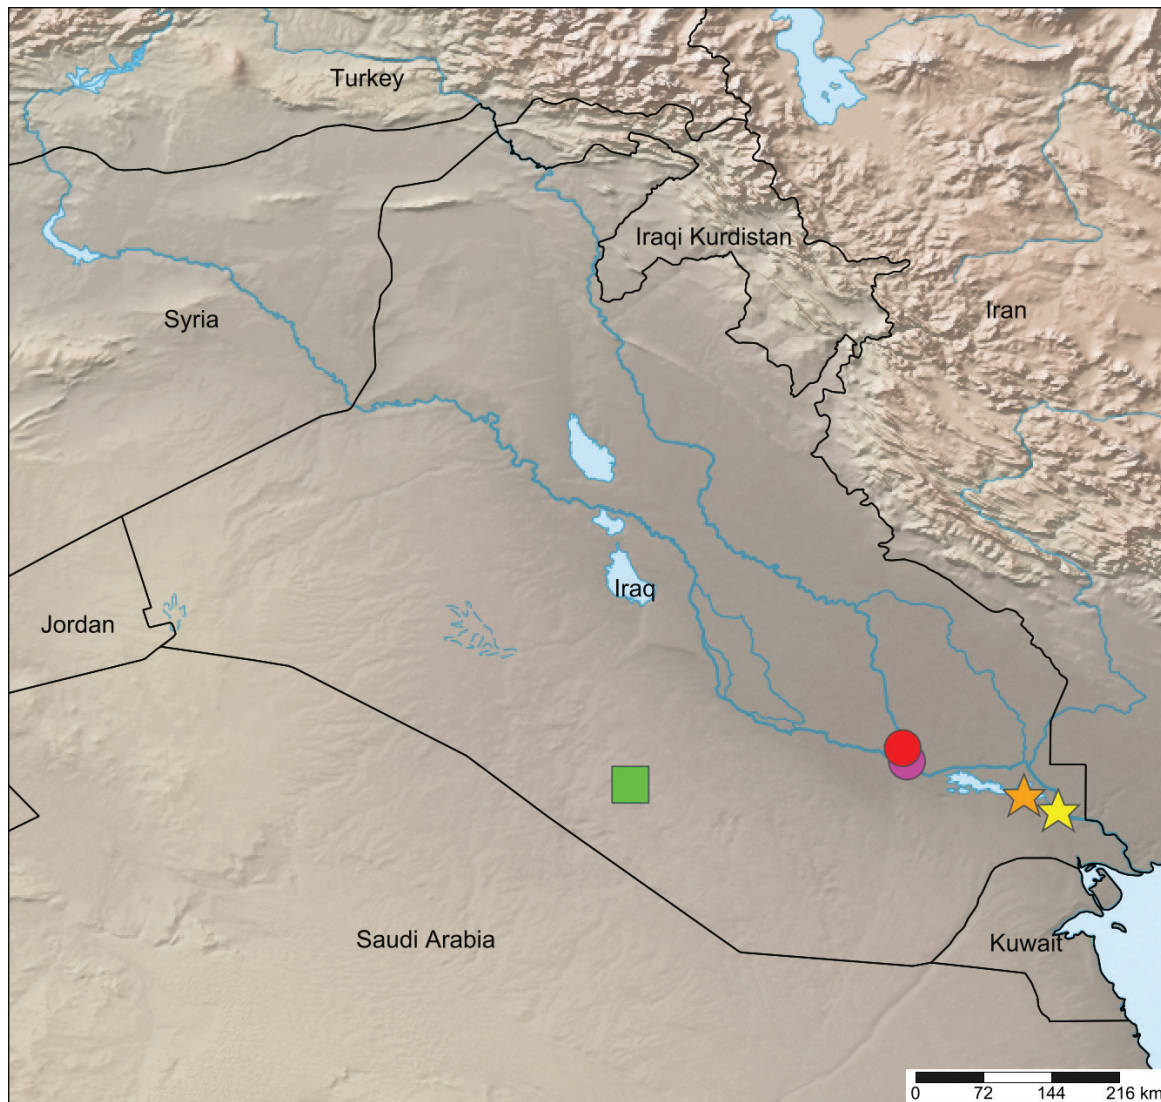 Turkey
Iraqi Kurdistan
Iran
Syria
Iraq
Jordan
Saudi Arabia
Kuwait
0 72 144 216 km